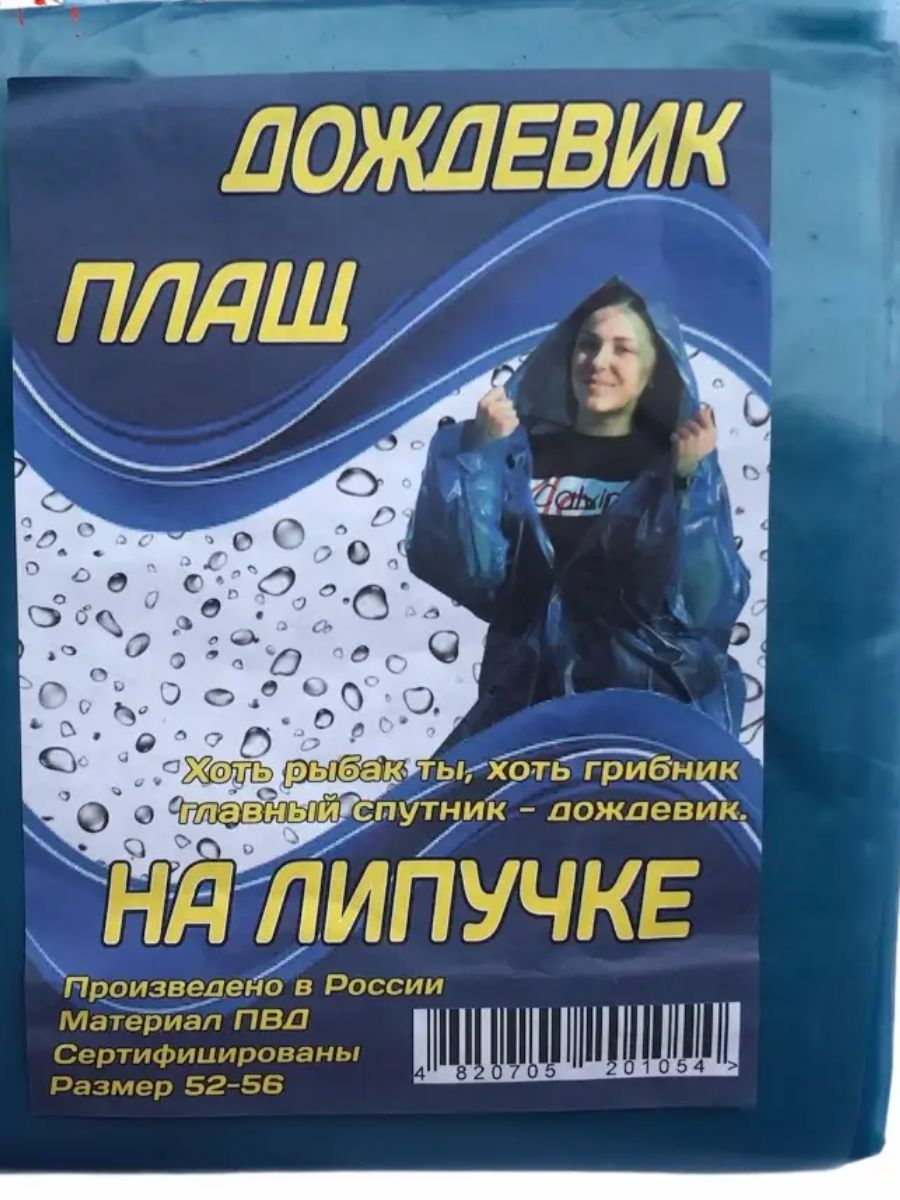 ДОЖДЕВИК
ПЛАЩ
Хоть рыбак ты, хоть грибник
главный спутник - дождевик.
НА ЛИПУЧКЕ
Произведено в России
Материал ПВД
Сертифицированы
Размер 52-56
4 820705 201054 >